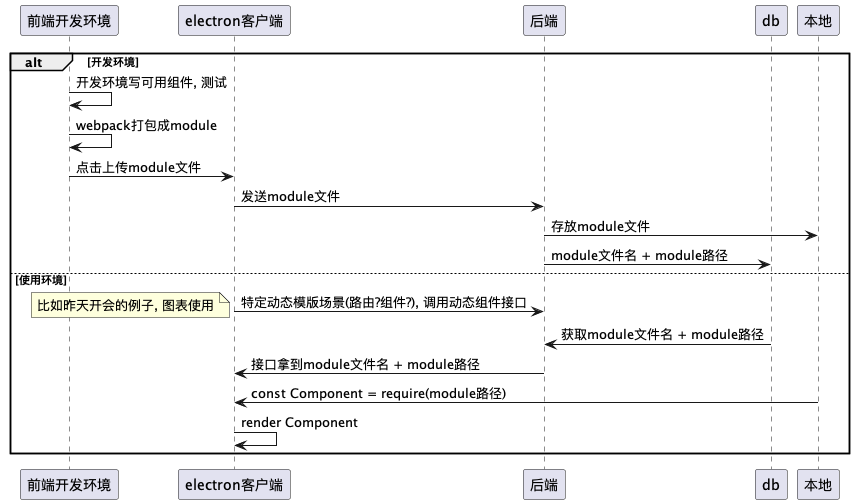 前端开发环境
electron客户端
后端
db
本地
alt
[开发环境]
开发环境写可用组件, 测试
webpack打包成module
点击上传module文件
发送module文件
存放module文件
module文件名 + module路径
[使用环境]
比如昨天开会的例子, 图表使用
特定动态模版场景(路由?组件?), 调用动态组件接口
获取module文件名 + module路径
接口拿到module文件名 + module路径
const Component = require(module路径)
render Component
前端开发环境
electron客户端
后端
db
本地